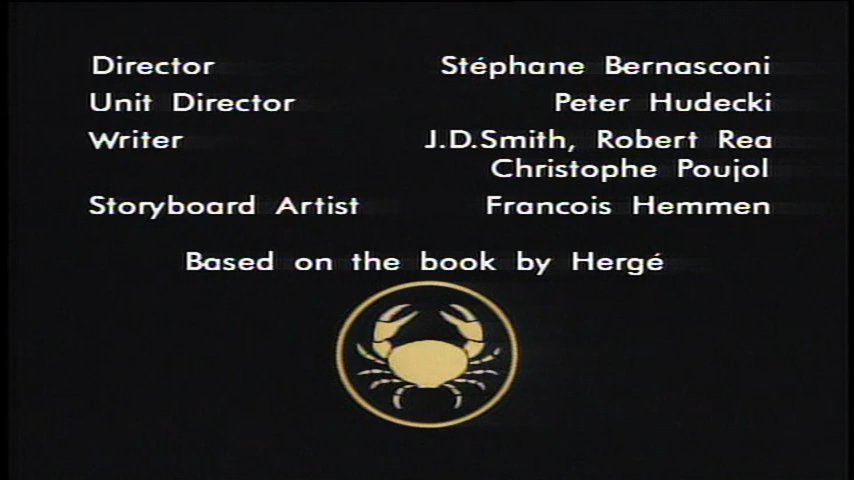 Director Stéphane Bernasconi
Unit Director Peter Hudecki
Writer J.D.Smith, Robert Rea
Christophe Poujol
Storyboard Artist Francois Hemmen
Based on the book by Hergé